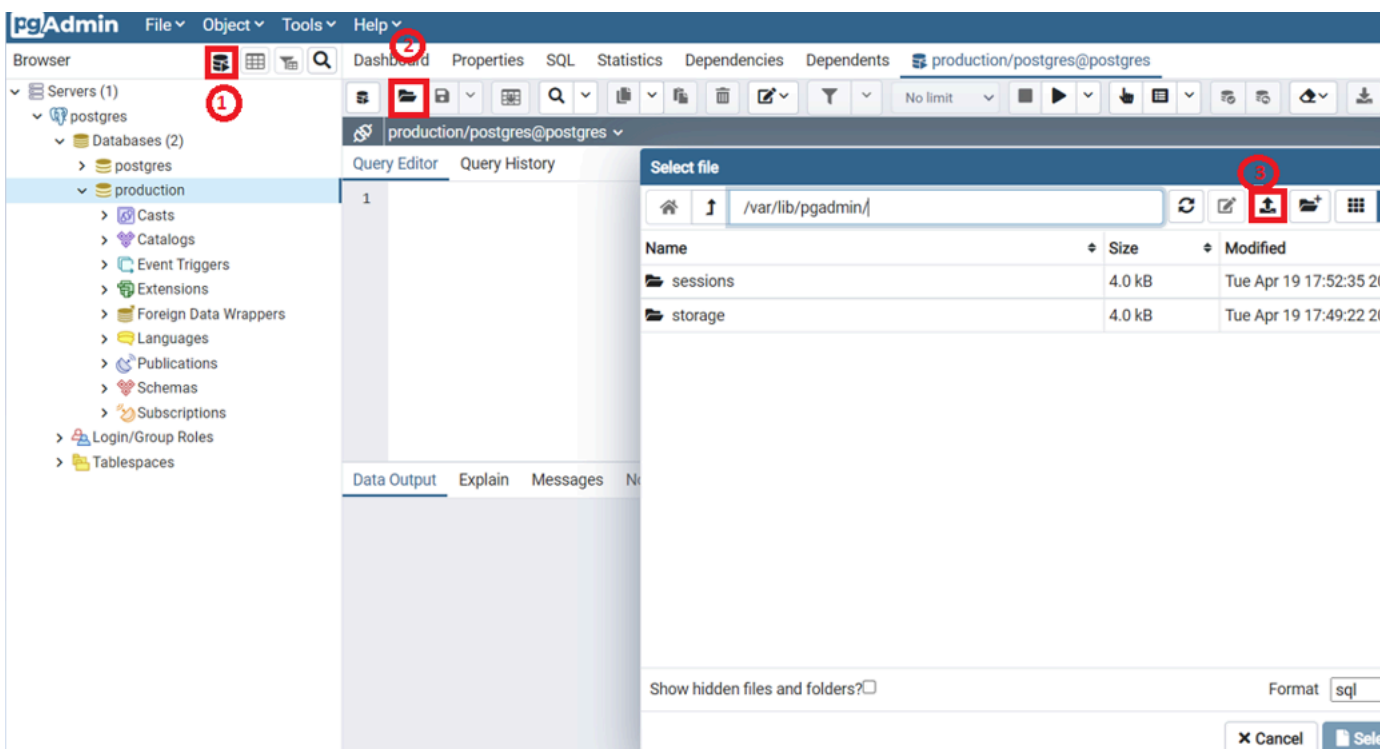 pgAdmin File Object Tools Help
Browser
Dashboard Properties SQL Statistics Dependencies Dependents production/postgres@postgres
1
2
Servers (1)
postgres
Databases (2)
postgres
production
Casts
Catalogs
Event Triggers
Extensions
Foreign Data Wrappers
Languages
Publications
Schemas
Subscriptions
Login/Group Roles
Tablespaces
No limit
production/postgres@postgres
Query Editor Query History
1
Select file
3
/var/lib/pgadmin/
Name Size Modified
sessions 4.0 kB Tue Apr 19 17:52:35 20
storage 4.0 kB Tue Apr 19 17:49:22 20
Data Output Explain Messages No
Show hidden files and folders?
Format sql
Cancel Sele